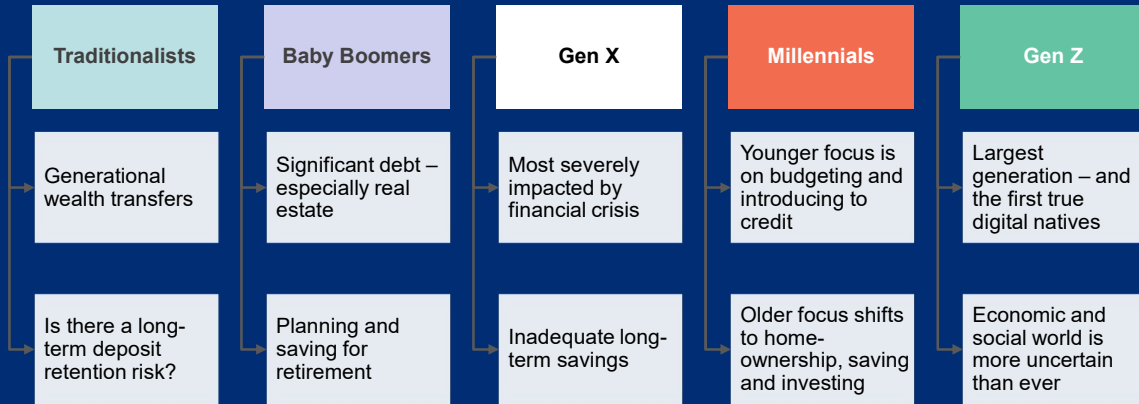 Traditionalists
Generational
wealth transfers
Is there a long-
term deposit
retention risk?
Baby Boomers
Significant debt –
especially real
estate
Planning and
saving for
retirement
Gen X
Most severely
impacted by
financial crisis
Inadequate long-
term savings
Millennials
Younger focus is
on budgeting and
introducing to
credit
Older focus shifts
to home-
ownership, saving
and investing
Gen Z
Largest
generation – and
the first true
digital natives
Economic and
social world is
more uncertain
than ever